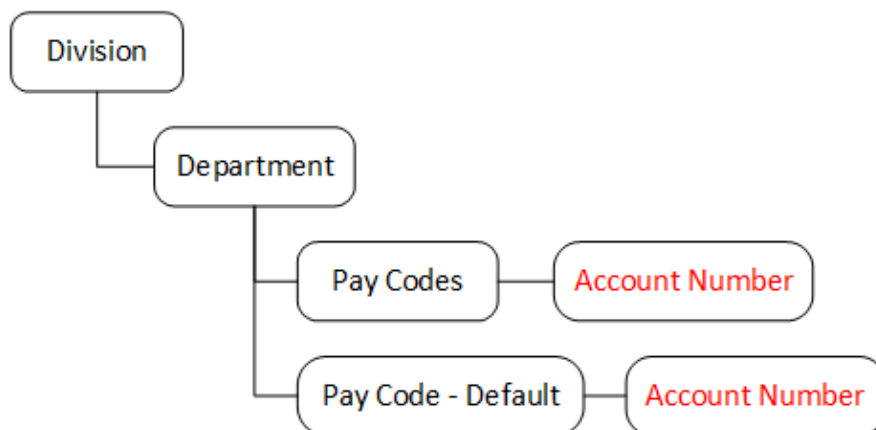 Division
Department
Pay Codes
Account Number
Pay Code - Default
Account Number